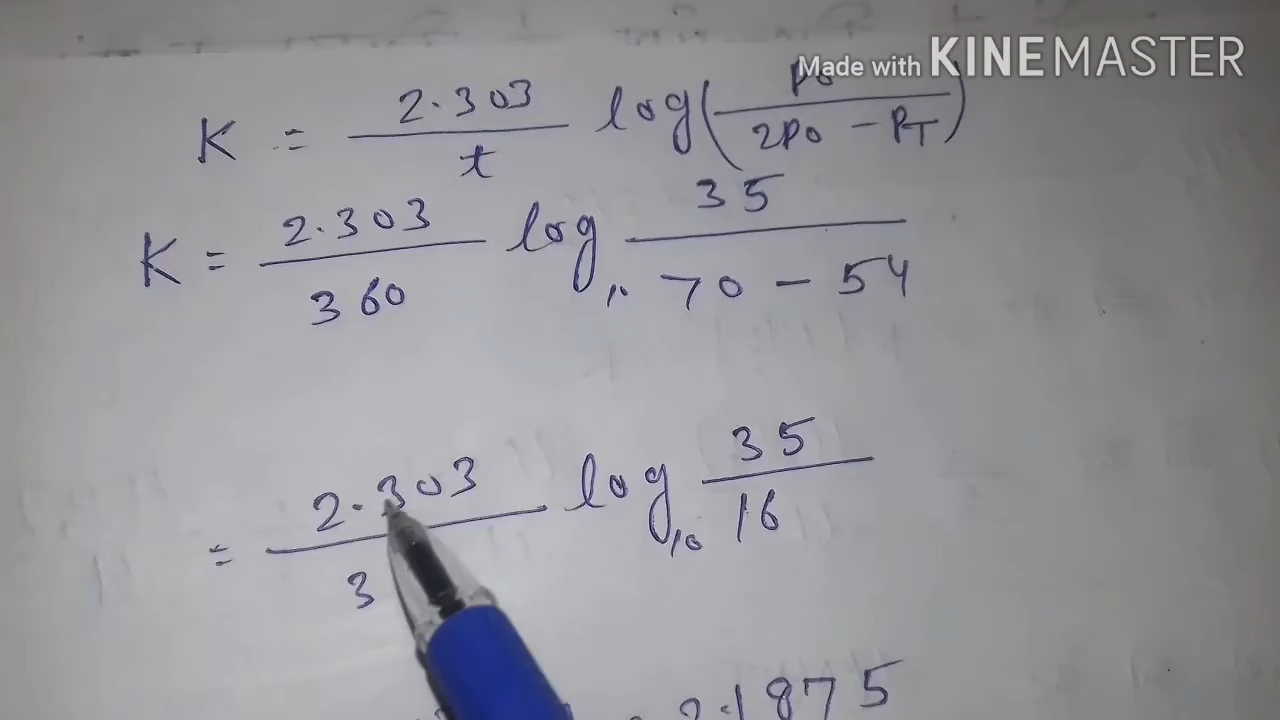 Made with KINEMASTER
K = 2.303 / t log(P0 / 2P0 - PT)
K = 2.303 / 360 log10 35 / 70 - 54
= 2.303 / 3 log10 35 / 16
2.1875